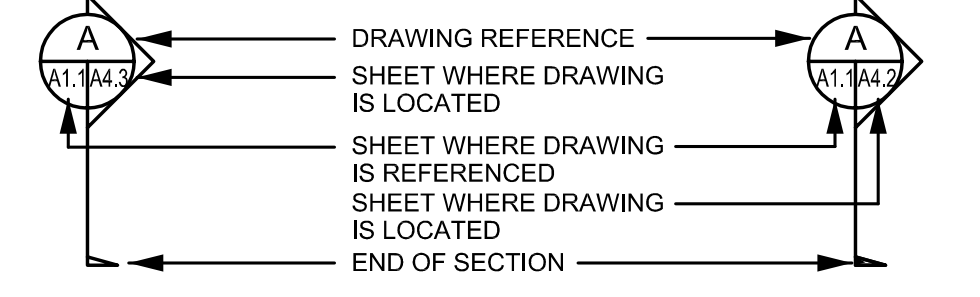 A
A1.1 A4.3
DRAWING REFERENCE
SHEET WHERE DRAWING
IS LOCATED
SHEET WHERE DRAWING
IS REFERENCED
SHEET WHERE DRAWING
IS LOCATED
END OF SECTION
A
A1.1 A4.2